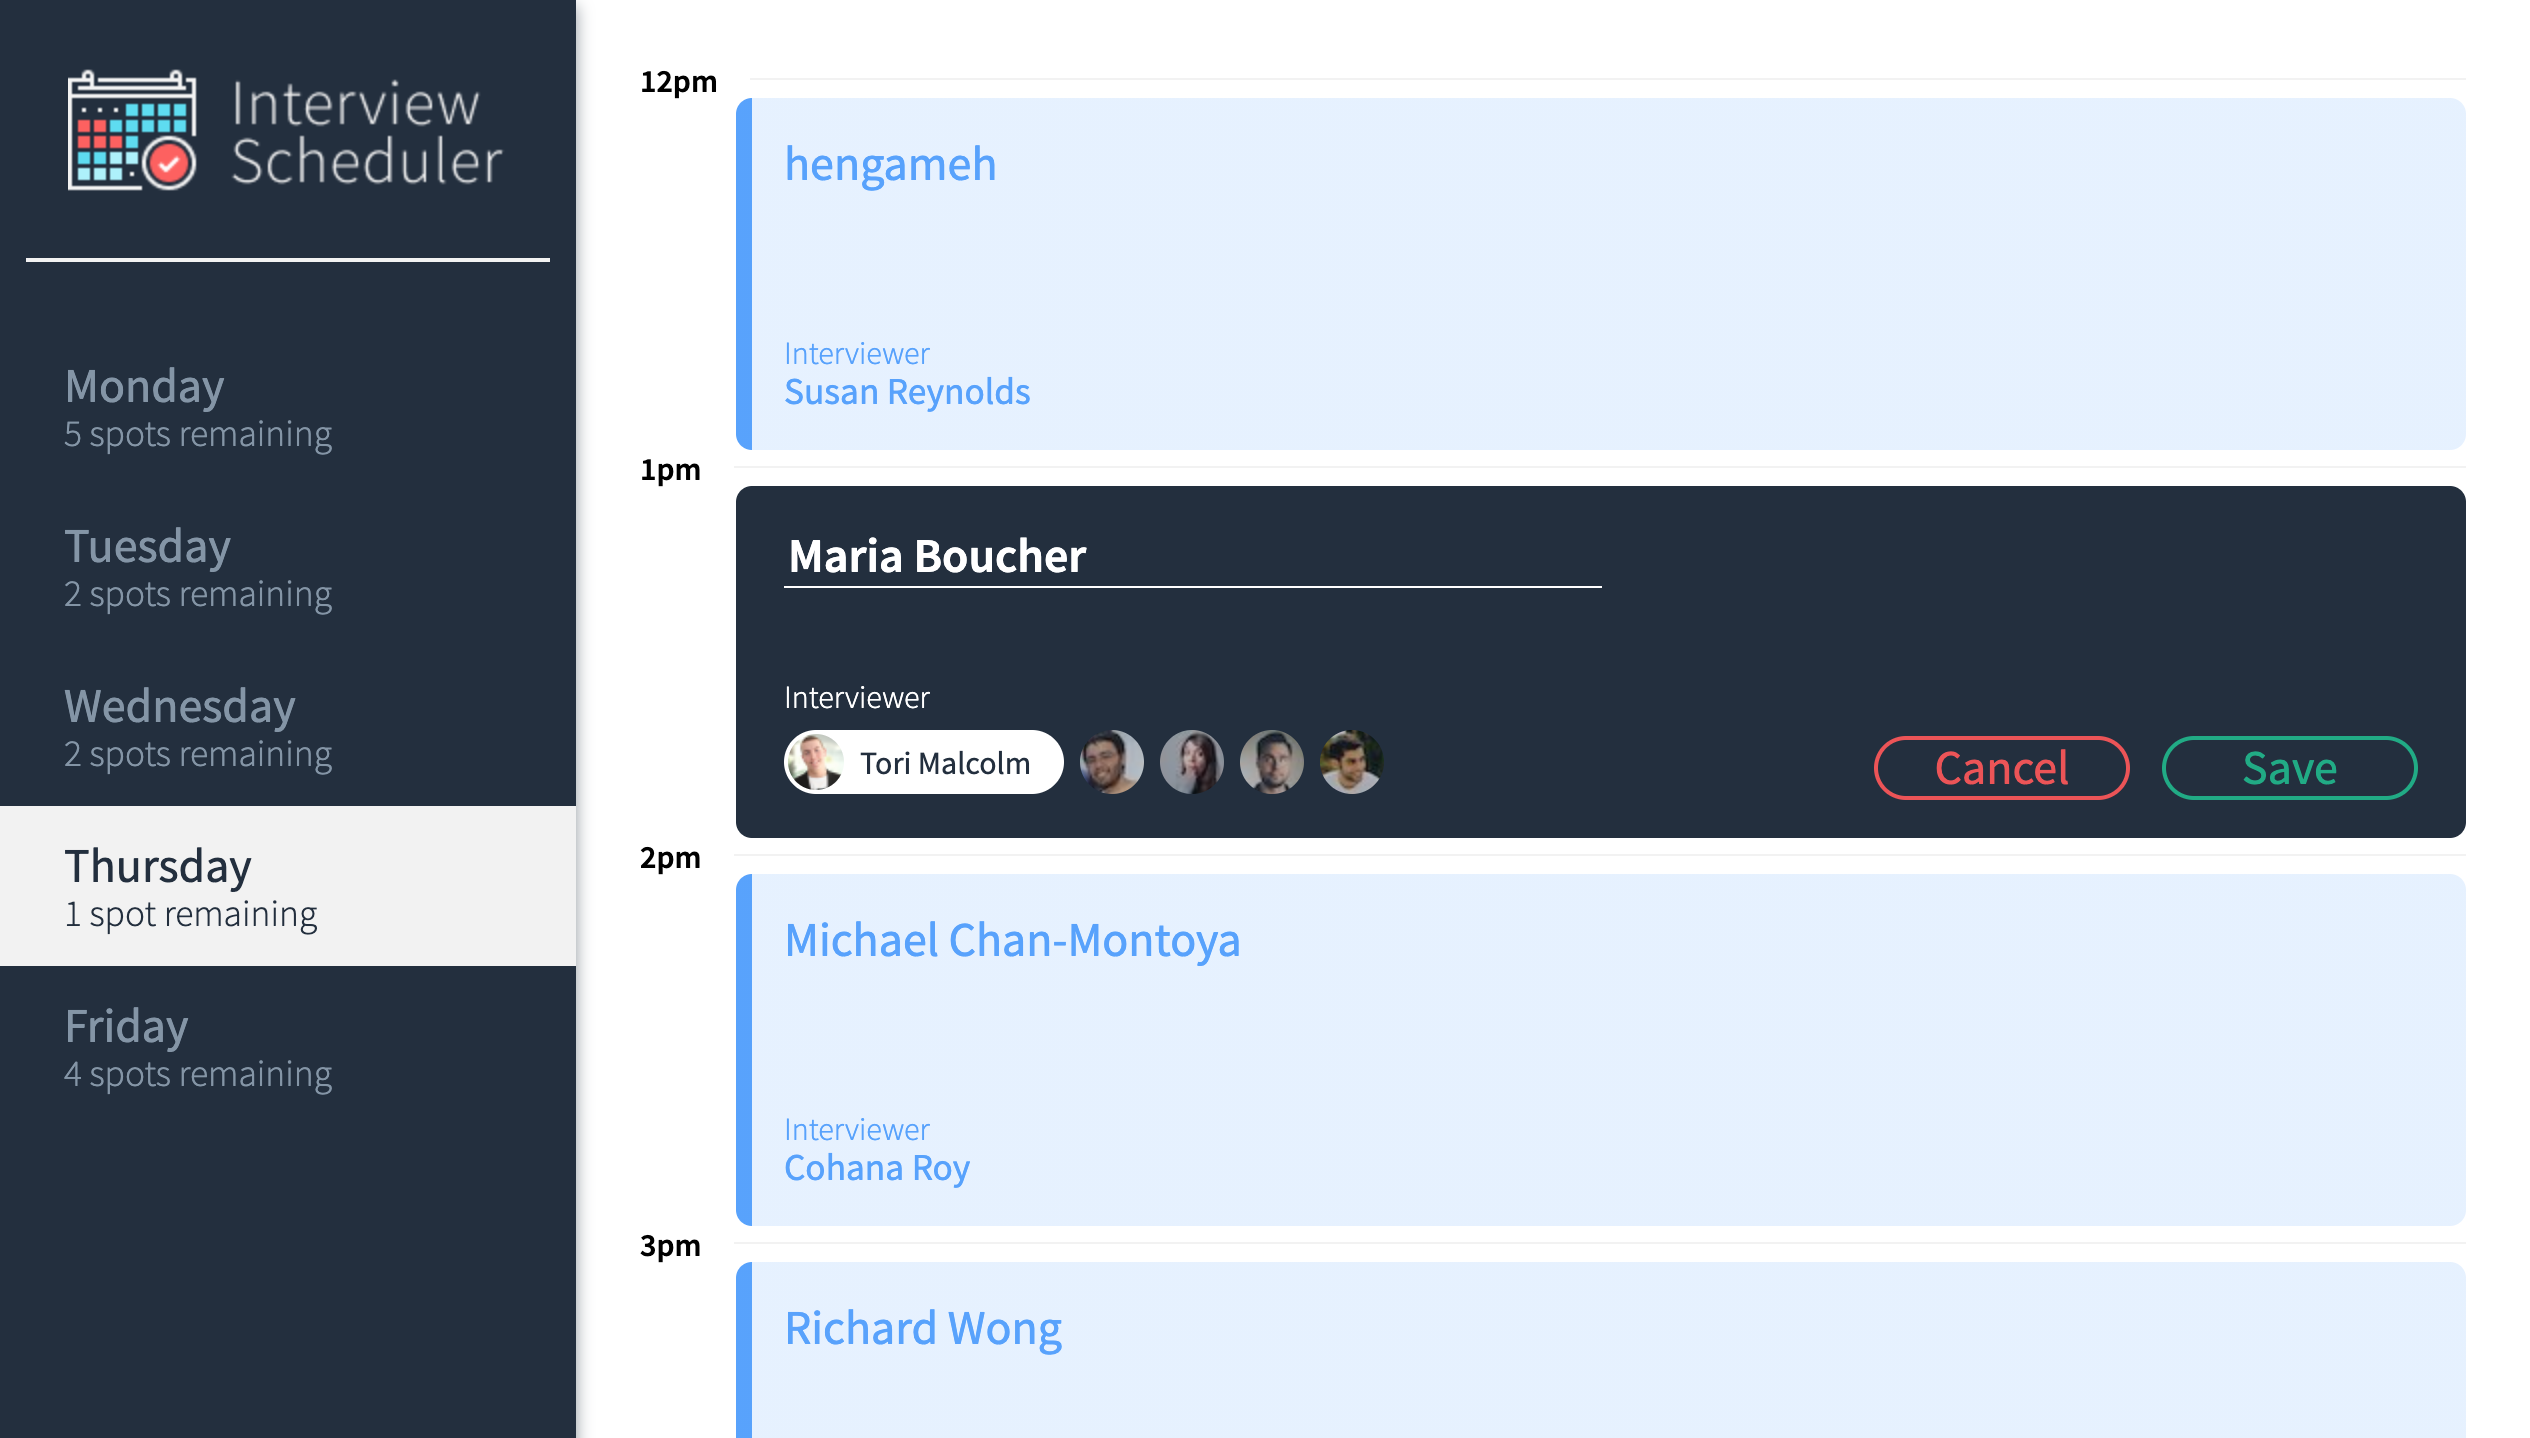 Interview
Scheduler
Monday
5 spots remaining
Tuesday
2 spots remaining
Wednesday
2 spots remaining
Thursday
1 spot remaining
Friday
4 spots remaining
12pm
hengameh
Interviewer
Susan Reynolds
1pm
Maria Boucher
Interviewer
Tori Malcolm
Cancel
Save
2pm
Michael Chan-Montoya
Interviewer
Cohana Roy
3pm
Richard Wong